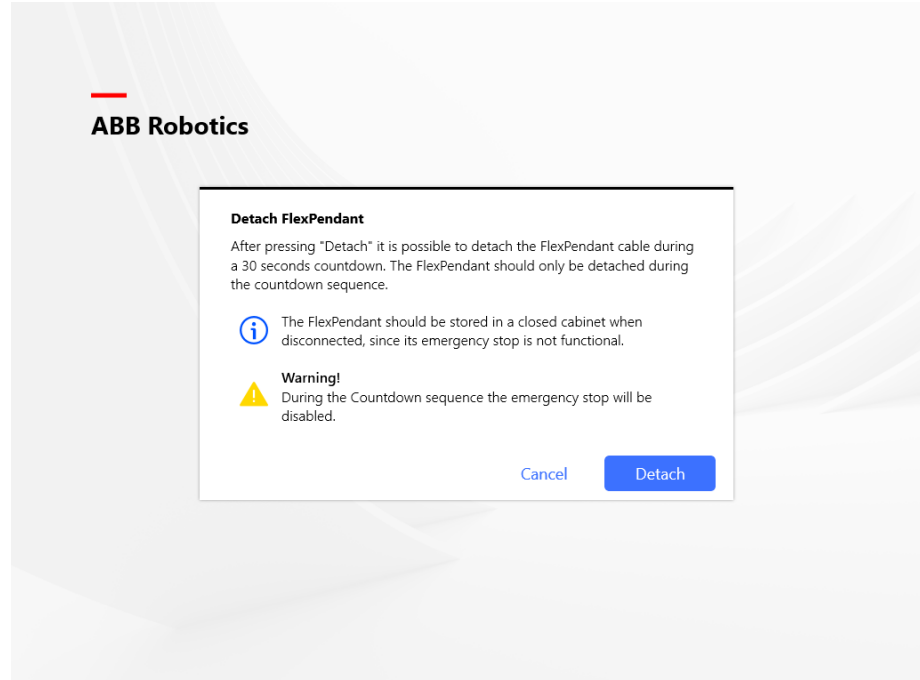 ABB Robotics
Detach FlexPendant
After pressing "Detach" it is possible to detach the FlexPendant cable during
a 30 seconds countdown. The FlexPendant should only be detached during
the countdown sequence.
The FlexPendant should be stored in a closed cabinet when
disconnected, since its emergency stop is not functional.
Warning!
During the Countdown sequence the emergency stop will be
disabled.
Cancel
Detach